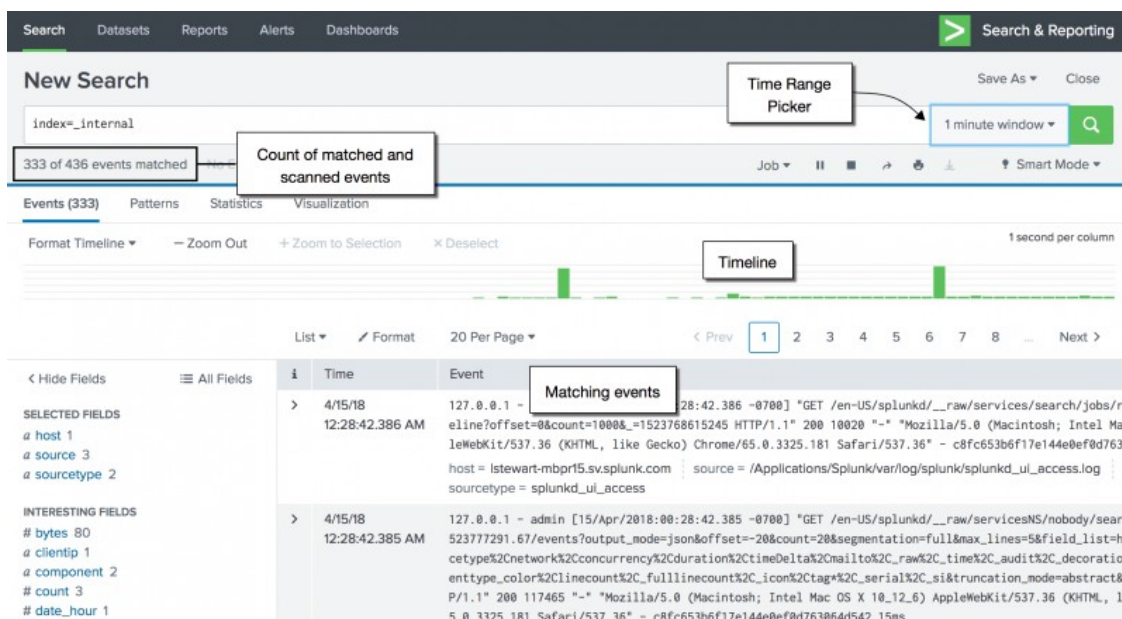 Search Datasets Reports Alerts Dashboards > Search & Reporting
New Search
Save As Close
Time Range
Picker
index=_internal
1 minute window
333 of 436 events matched
Count of matched and
scanned events
Job Smart Mode
Events (333) Patterns Statistics Visualization
Format Timeline — Zoom Out + Zoom to Selection × Deselect
1 second per column
Timeline
List Format 20 Per Page < Prev 1 2 3 4 5 6 7 8 ... Next >
< Hide Fields All Fields
i Time Event
Matching events
SELECTED FIELDS
a host 1
a source 3
a sourcetype 2
INTERESTING FIELDS
# bytes 80
a clientip 1
a component 2
# count 3
# date_hour 1
> 4/15/18
12:28:42.386 AM
127.0.0.1 - :28:42.386 -0700] "GET /en-US/splunkd/__raw/services/search/jobs/r
eline?offset=0&count=1000&_=1523768615245 HTTP/1.1" 200 10020 "-" "Mozilla/5.0 (Macintosh; Intel Ma
leWebKit/537.36 (KHTML, like Gecko) Chrome/65.0.3325.181 Safari/537.36" - c8fc653b6f17e144e0ef0d763
host = lstewart-mbpr15.sv.splunk.com source = /Applications/Splunk/var/log/splunk/splunkd_ui_access.log
sourcetype = splunkd_ui_access
> 4/15/18
12:28:42.385 AM
127.0.0.1 - admin [15/Apr/2018:00:28:42.385 -0700] "GET /en-US/splunkd/__raw/servicesNS/nobody/sear
523777291.67/events?output_mode=json&offset=-20&count=20&segmentation=full&max_lines=5&field_list=h
cetype%2Cnetwork%2Cconcurrency%2Cduration%2CtimeDelta%2Cmailto%2C_raw%2C_time%2C_audit%2C_decoratio
enttype_color%2Clinecount%2C_fulllinecount%2C_icon%2Ctag*%2C_serial%2C_si&truncation_mode=abstract&
P/1.1" 200 117465 "-" "Mozilla/5.0 (Macintosh; Intel Mac OS X 10_12_6) AppleWebKit/537.36 (KHTML, l
5.0.3325.181 Safari/537.36" - c8fc653b6f17e144e0ef0d763064d542 15ms